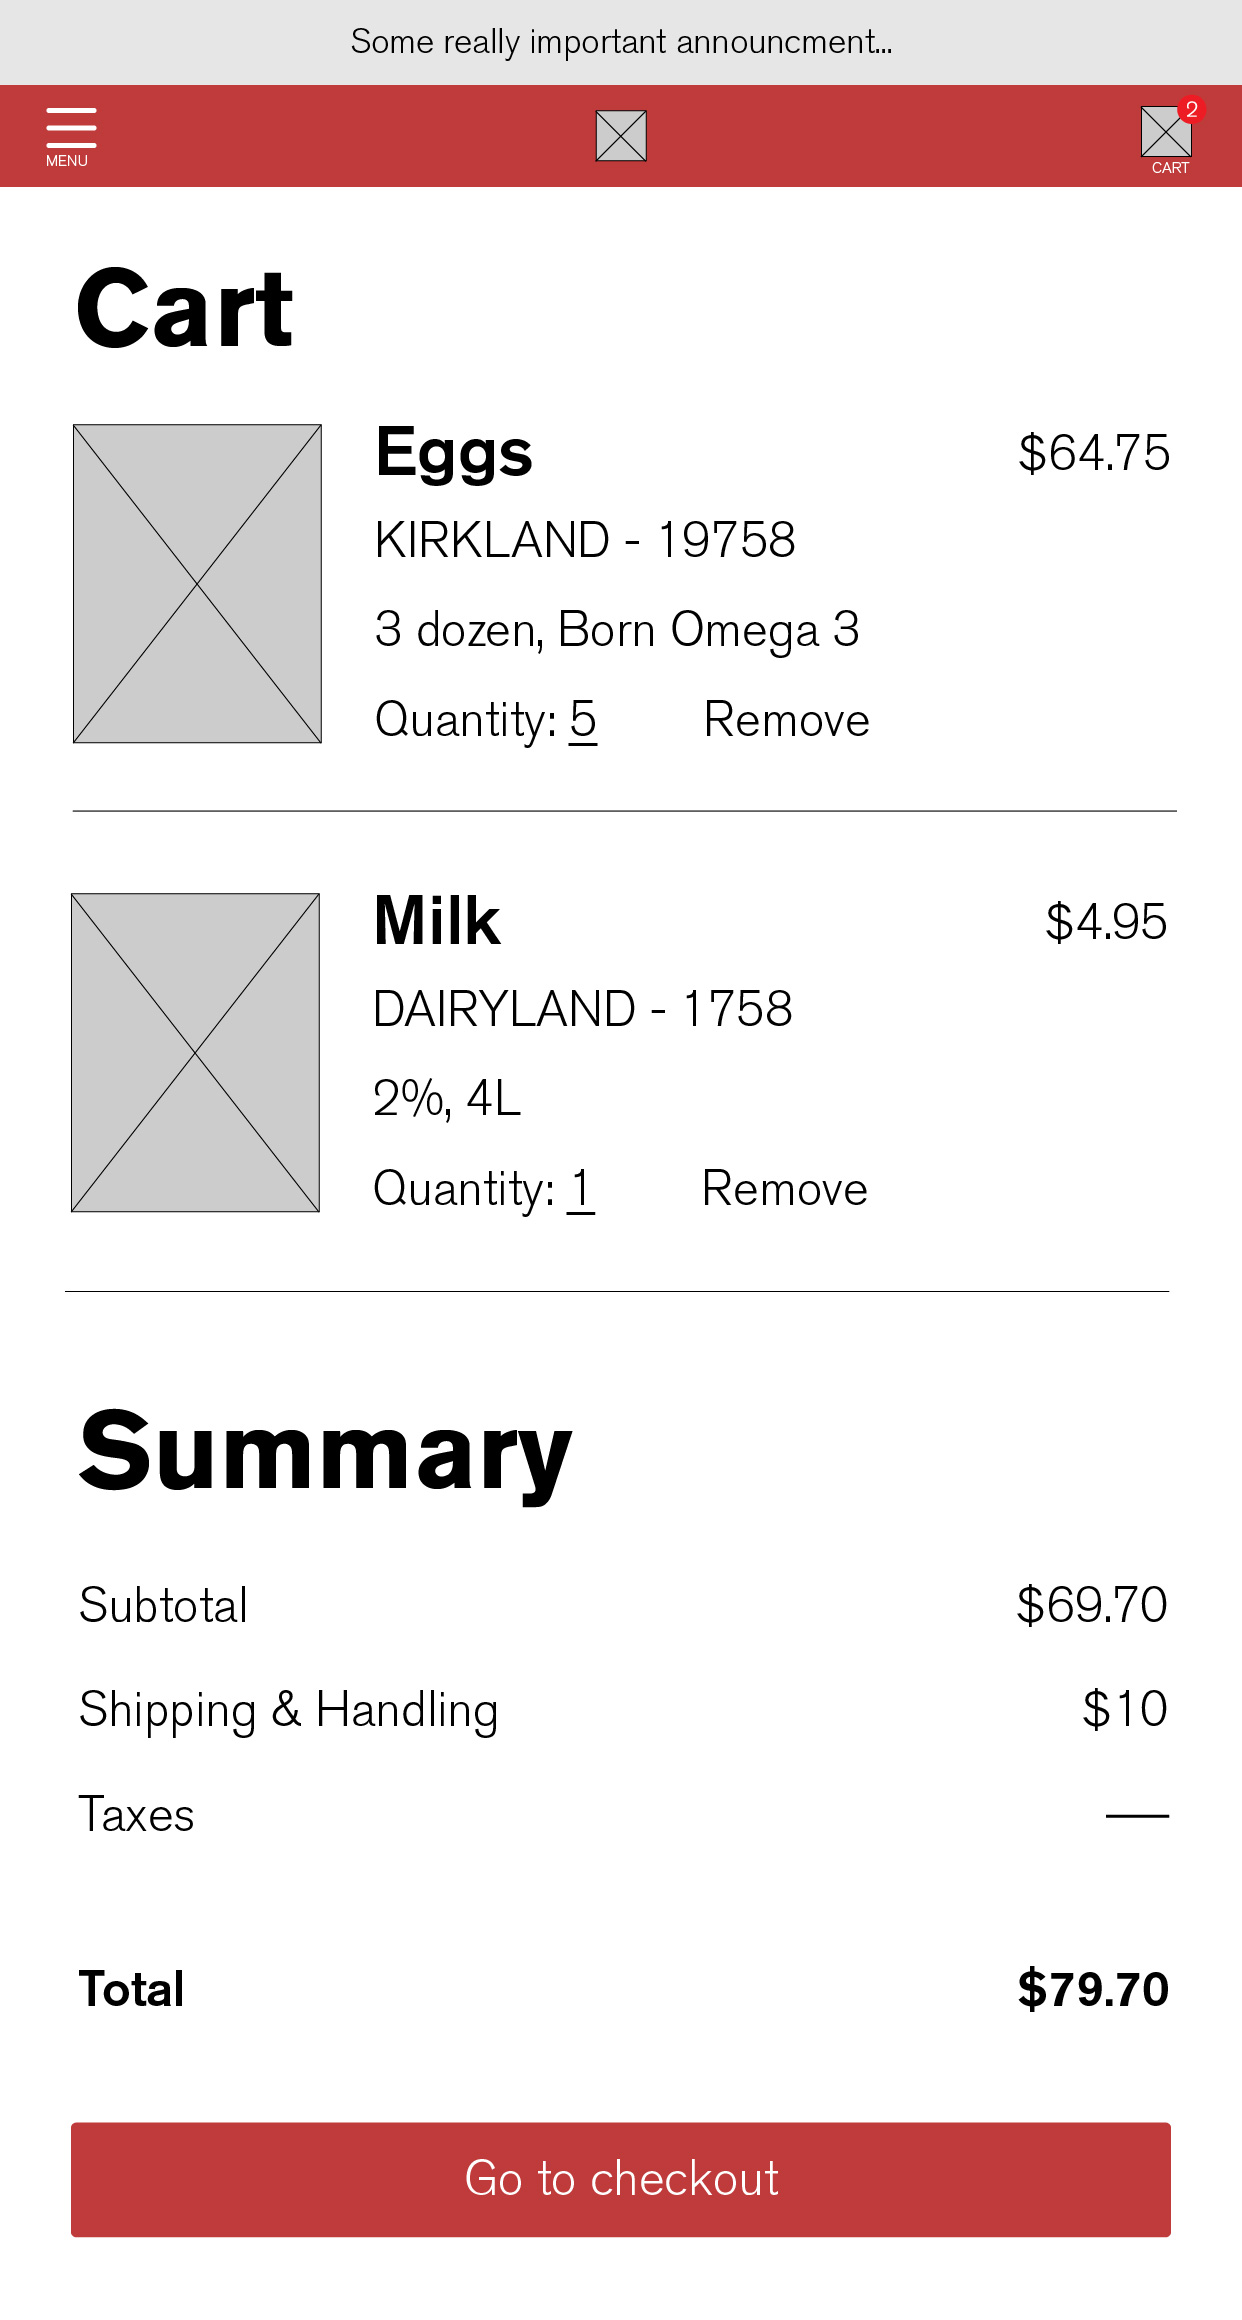 Some really important announcment...
MENU
2
CART
Cart
Eggs $64.75
KIRKLAND - 19758
3 dozen, Born Omega 3
Quantity: 5 Remove
Milk $4.95
DAIRYLAND - 1758
2%, 4L
Quantity: 1 Remove
Summary
Subtotal $69.70
Shipping & Handling $10
Taxes —
Total $79.70
Go to checkout